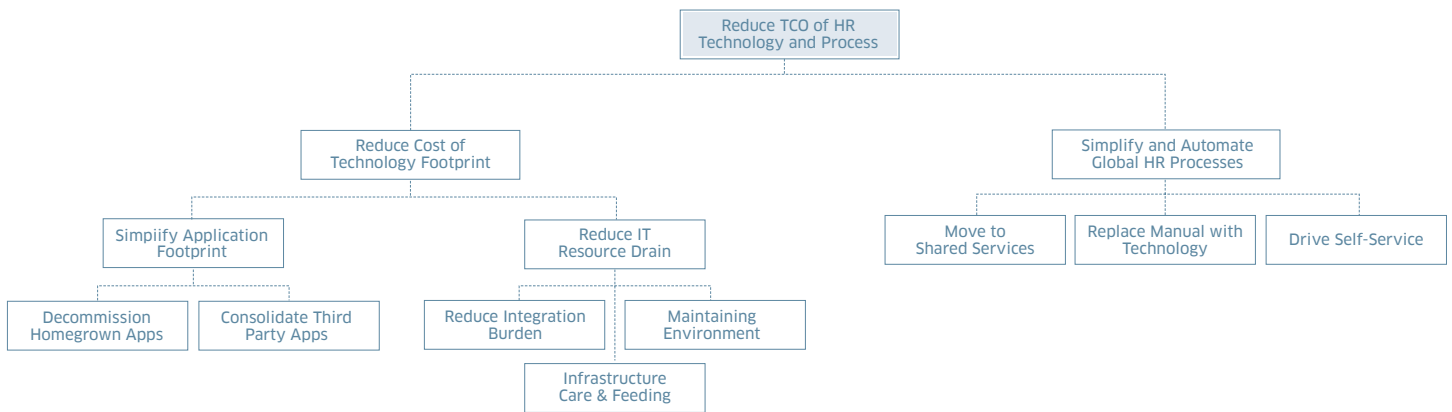 Reduce TCO of HR
Technology and Process
Reduce Cost of
Technology Footprint
Simplify and Automate
Global HR Processes
Simpiify Application
Footprint
Reduce IT
Resource Drain
Move to
Shared Services
Replace Manual with
Technology
Drive Self-Service
Decommission
Homegrown Apps
Consolidate Third
Party Apps
Reduce Integration
Burden
Maintaining
Environment
Infrastructure
Care & Feeding